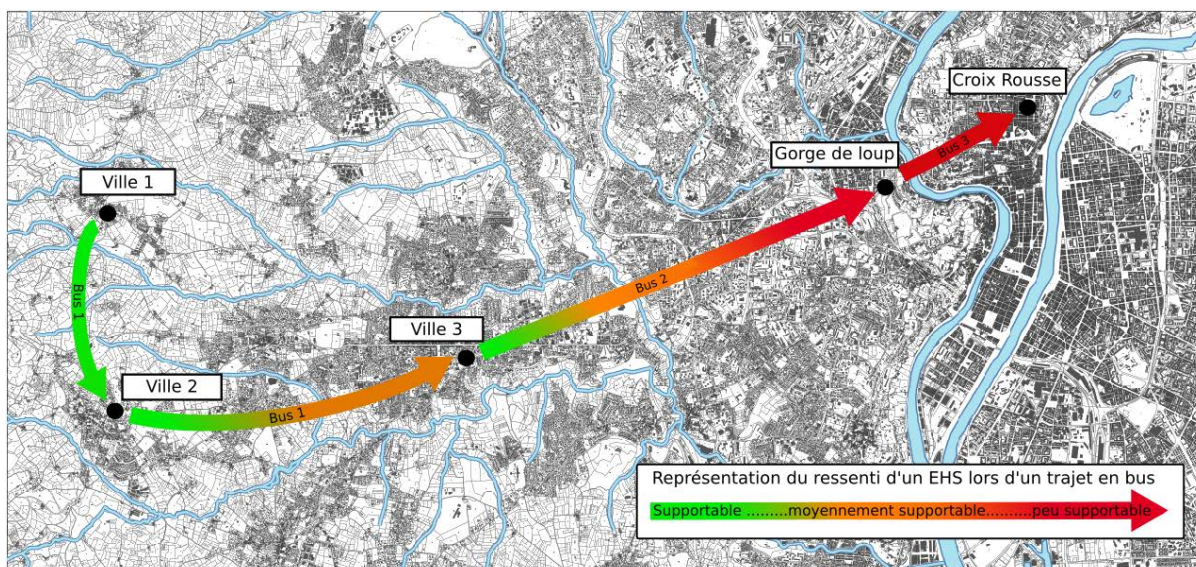 Croix Rousse
Bus 3
Gorge de loup
Ville 1
Bus 1
Bus 2
Ville 3
Ville 2
Bus 1
Représentation du ressenti d'un EHS lors d'un trajet en bus
Supportable .........moyennement supportable.........peu supportable